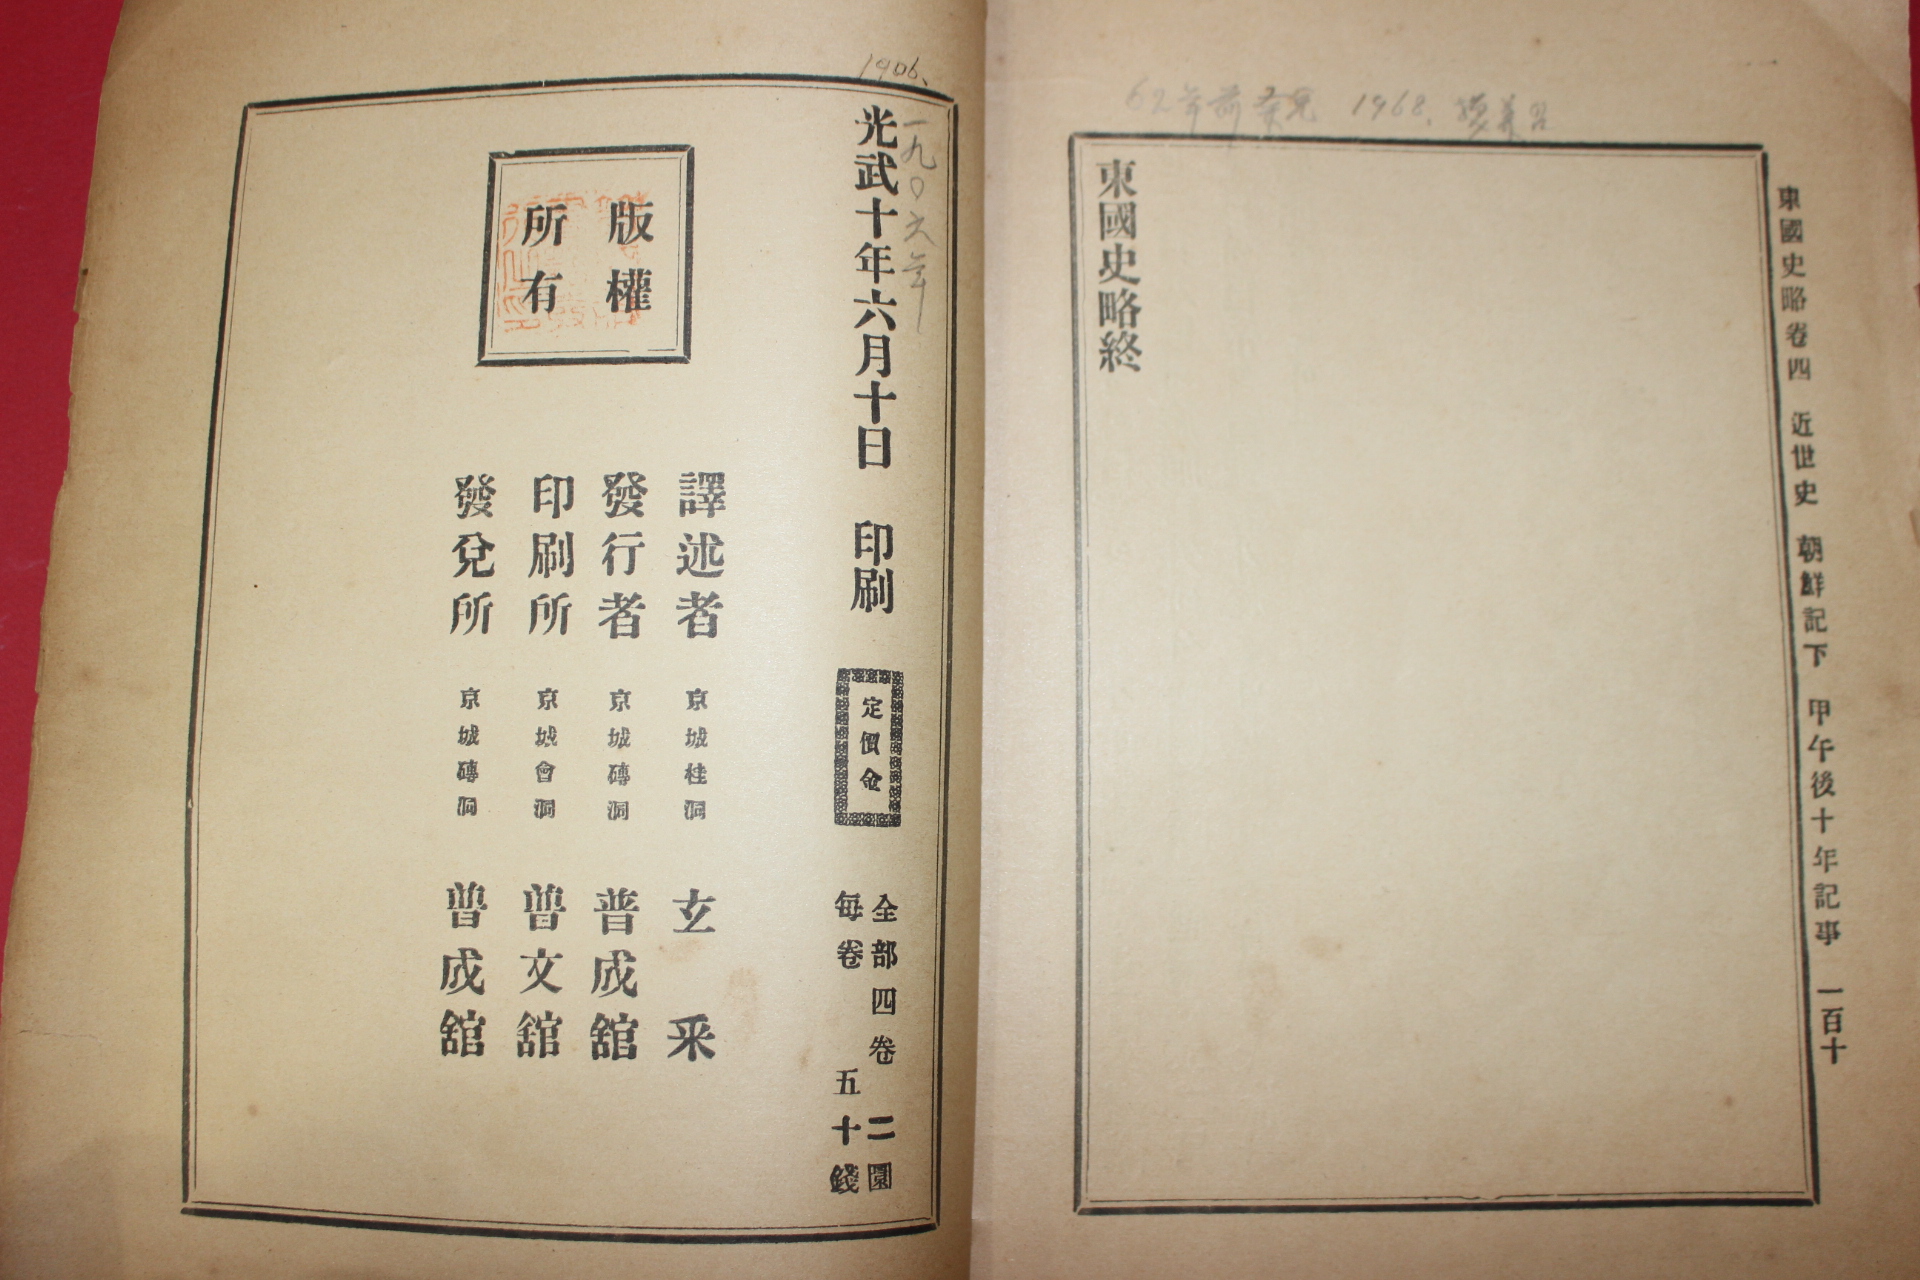 東國史略卷四 近世史 朝鮮記下 甲午後十年記事 一百十
62年前 1968.
東國史略終
1906.
一九〇六年
光武十年六月十日 印刷
定價金
全部四卷 二圜
每卷 五十錢
版權
所有
譯述者 京城桂洞 玄采
發行者 京城磚洞 普成舘
印刷所 京城會洞 普文舘
發兌所 京城磚洞 普成舘